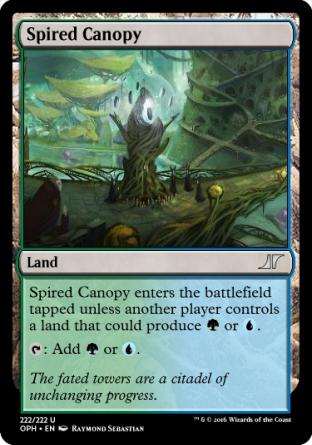 Spired Canopy
Land
Spired Canopy enters the battlefield
tapped unless another player controls
a land that could produce or .
: Add or .
The fated towers are a citadel of
unchanging progress.
222/222 U
OPH • EN RAYMOND SEBASTIAN
™ & © 2016 Wizards of the Coast